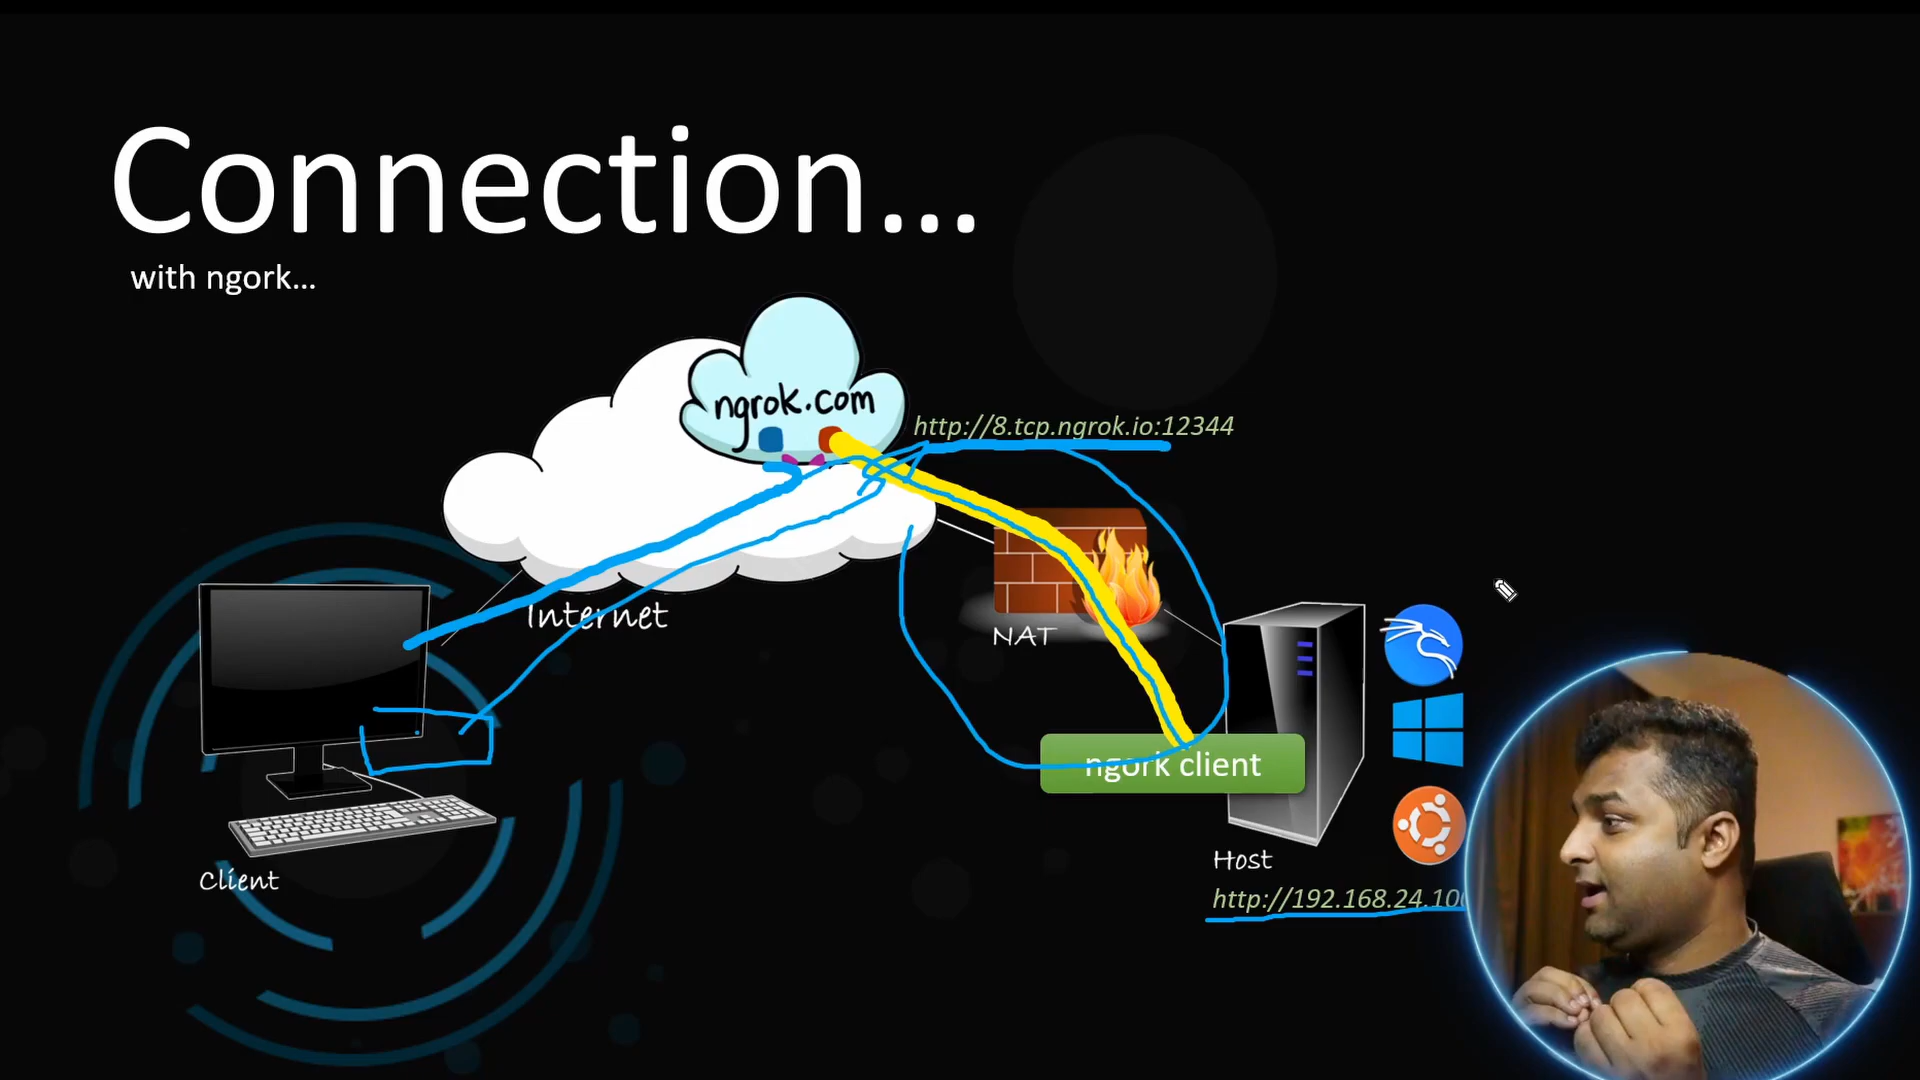 Connection...
with ngork...
ngrok.com
http://8.tcp.ngrok.io:12344
Internet
NAT
ngork client
Host
Client
http://192.168.24.10